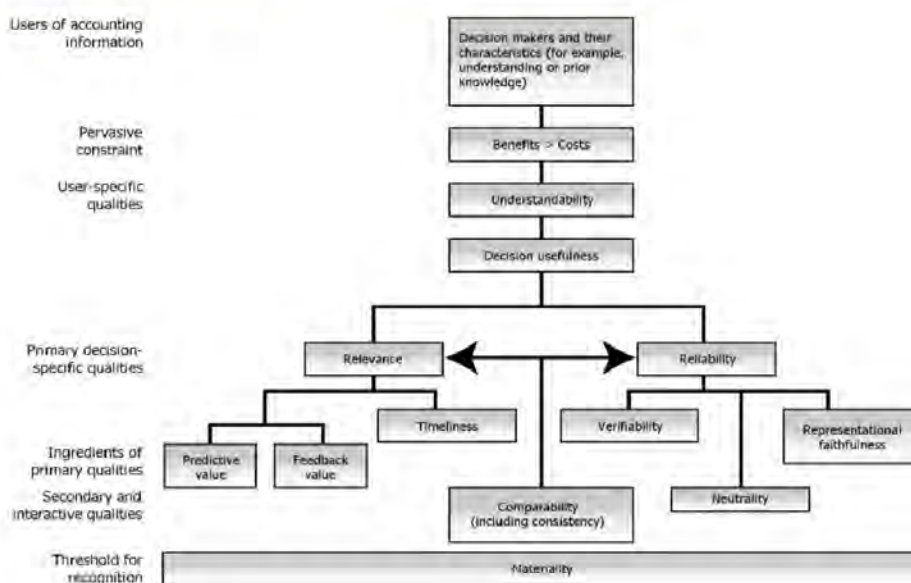 Users of accounting
information
Decision makers and their
characteristics (for example,
understanding or prior
knowledge)
Pervasive
constraint
Benefits > Costs
User-specific
qualities
Understandability
Decision usefulness
Primary decision-
specific qualities
Relevance
Reliability
Timeliness
Verifiability
Representational
faithfulness
Ingredients of
primary qualities
Predictive
value
Feedback
value
Secondary and
interactive qualities
Comparability
(including consistency)
Neutrality
Threshold for
recognition
Materiality